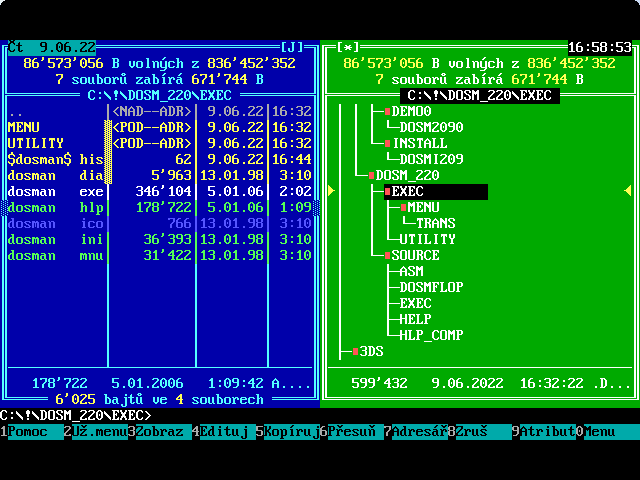 Čt  9.06.22 [J]
86'573'056 B volných z 836'452'352
7 souborů zabírá 671'744 B
C:\!\DOSM_220\EXEC
.. <NAD--ADR> 9.06.22 16:32
MENU <POD--ADR> 9.06.22 16:32
UTILITY <POD--ADR> 9.06.22 16:32
$dosman$ his 62 9.06.22 16:44
dosman dia 5'963 13.01.98 3:10
dosman exe 346'104 5.01.06 2:02
dosman hlp 178'722 5.01.06 1:09
dosman ico 766 13.01.98 3:10
dosman ini 36'393 13.01.98 3:10
dosman mnu 31'422 13.01.98 3:10
178'722 5.01.2006 1:09:42 A....
6'025 bajtů ve 4 souborech
[*] 16:58:53
86'573'056 B volných z 836'452'352
7 souborů zabírá 671'744 B
C:\!\DOSM_220\EXEC
DEMO0
DOSM2090
INSTALL
DOSMI209
DOSM_220
EXEC
MENU
TRANS
UTILITY
SOURCE
ASM
DOSMFLOP
EXEC
HELP
HLP_COMP
3DS
599'432 9.06.2022 16:32:22 .D...
C:\!\DOSM_220\EXEC>
1Pomoc 2Už.menu3Zobraz 4Edituj 5Kopíruj6Přesuň 7Adresář8Zruš 9Atribut0Menu